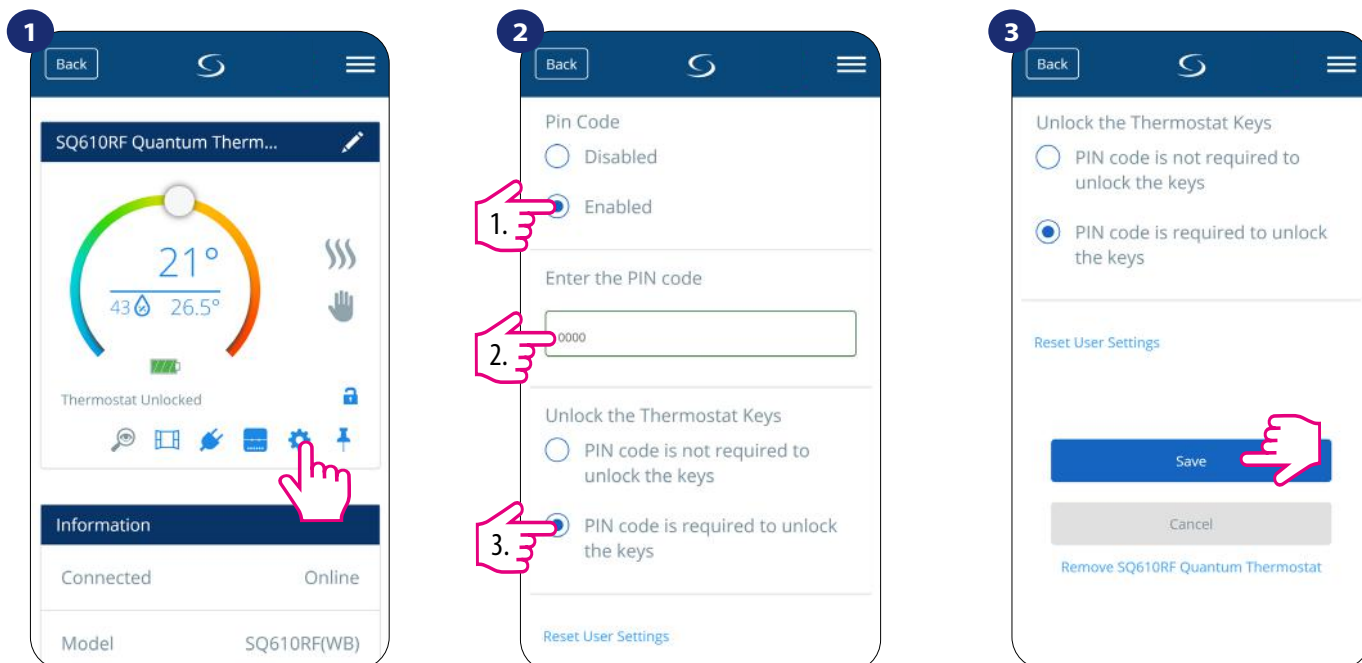 1
Back
SQ610RF Quantum Therm...
21°
43 26.5°
Thermostat Unlocked
Information
Connected Online
Model SQ610RF(WB)
2
Back
Pin Code
Disabled
1. Enabled
Enter the PIN code
2. 0000
Unlock the Thermostat Keys
PIN code is not required to
unlock the keys
3. PIN code is required to unlock
the keys
Reset User Settings
3
Back
Unlock the Thermostat Keys
PIN code is not required to
unlock the keys
PIN code is required to unlock
the keys
Reset User Settings
Save
Cancel
Remove SQ610RF Quantum Thermostat